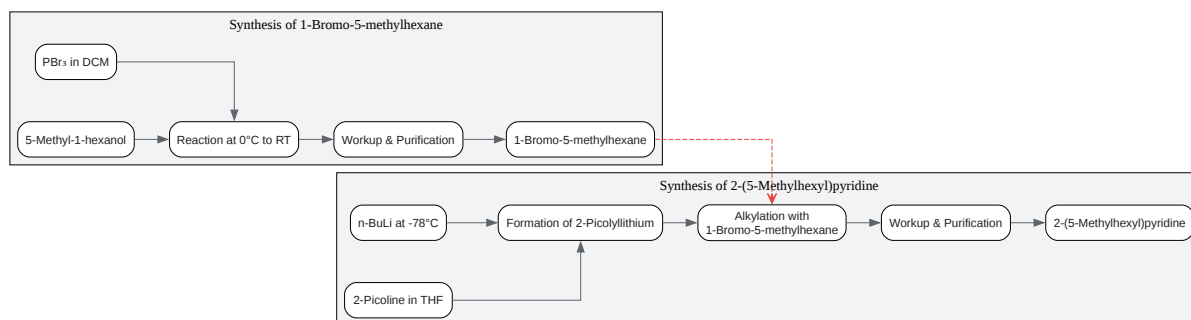 Synthesis of 1-Bromo-5-methylhexane
PBr₃ in DCM
5-Methyl-1-hexanol
Reaction at 0°C to RT
Workup & Purification
1-Bromo-5-methylhexane
Synthesis of 2-(5-Methylhexyl)pyridine
n-BuLi at -78°C
Formation of 2-Picolyllithium
Alkylation with
1-Bromo-5-methylhexane
Workup & Purification
2-(5-Methylhexyl)pyridine
2-Picoline in THF